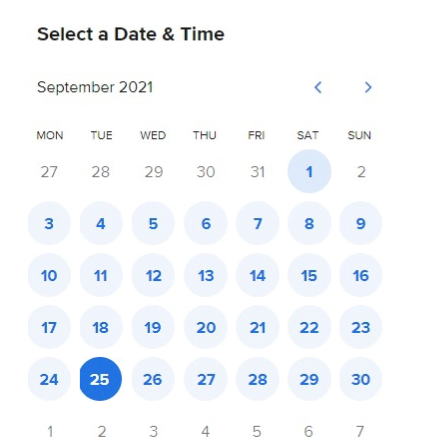 Select a Date & Time
September 2021
MON TUE WED THU FRI SAT SUN
27 28 29 30 31 1 2
3 4 5 6 7 8 9
10 11 12 13 14 15 16
17 18 19 20 21 22 23
24 25 26 27 28 29 30
1 2 3 4 5 6 7